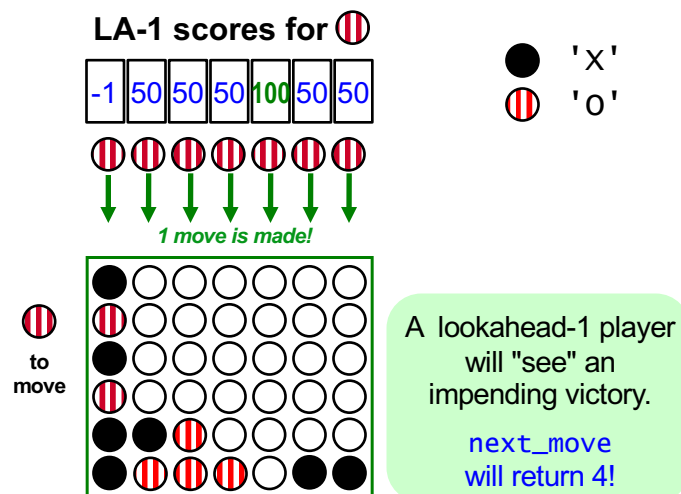 LA-1 scores for
'X'
'O'
-1 50 50 50 100 50 50
1 move is made!
to
move
A lookahead-1 player
will "see" an
impending victory.
next_move
will return 4!